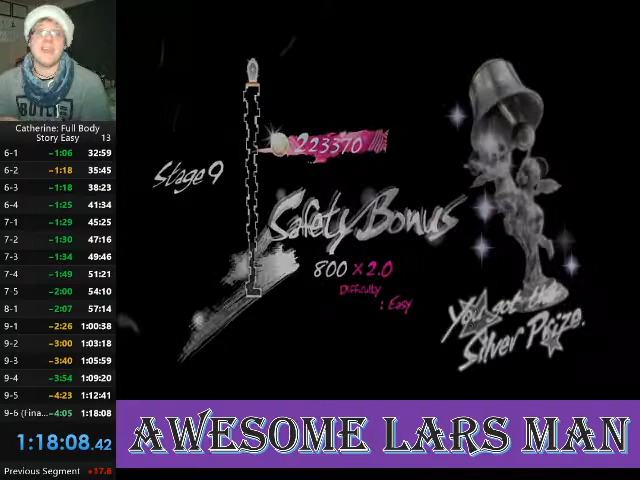 Catherine: Full Body
Story Easy
13
6-1 -1:06 32:59
6-2 -1:18 35:45
6-3 -1:18 38:23
6-4 -1:25 41:34
7-1 -1:29 45:25
7-2 -1:30 47:16
7-3 -1:34 49:46
7-4 -1:49 51:21
7-5 -2:00 54:10
8-1 -2:07 57:14
9-1 -2:26 1:00:38
9-2 -3:00 1:03:18
9-3 -3:40 1:05:59
9-4 -3:54 1:09:20
9-5 -4:23 1:12:41
9-6 (Fina... -4:05 1:18:08
1:18:08.42
Previous Segment +17.6
223370
Stage 9
Safety Bonus
800 × 2.0
Difficulty
: Easy
You got the
Silver Prize.
AWESOME LARS MAN